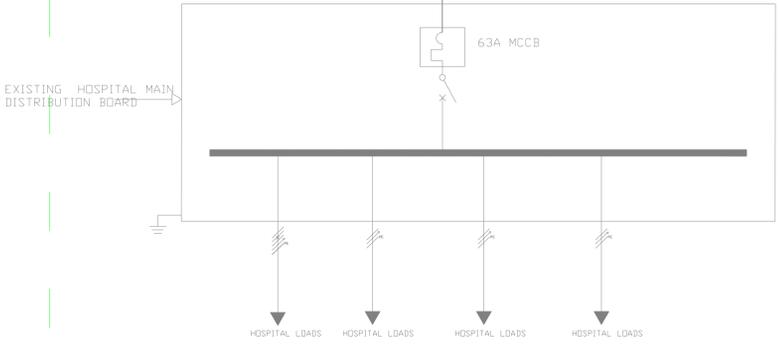 63A MCCB
EXISTING HOSPITAL MAIN
DISTRIBUTION BOARD
HOSPITAL LOADS
HOSPITAL LOADS
HOSPITAL LOADS
HOSPITAL LOADS